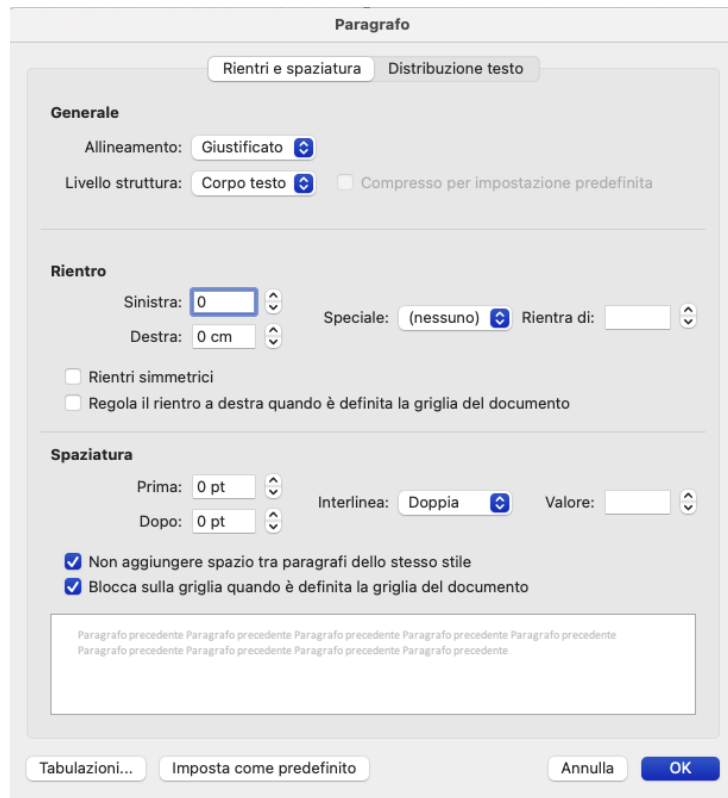 Paragrafo
Rientri e spaziatura Distribuzione testo
Generale
Allineamento: Giustificato
Livello struttura: Corpo testo Compresso per impostazione predefinita
Rientro
Sinistra: 0
Speciale: (nessuno) Rientra di:
Destra: 0 cm
Rientri simmetrici
Regola il rientro a destra quando è definita la griglia del documento
Spaziatura
Prima: 0 pt
Interlinea: Doppia Valore:
Dopo: 0 pt
Non aggiungere spazio tra paragrafi dello stesso stile
Blocca sulla griglia quando è definita la griglia del documento
Paragrafo precedente Paragrafo precedente Paragrafo precedente Paragrafo precedente Paragrafo precedente
Paragrafo precedente Paragrafo precedente Paragrafo precedente Paragrafo precedente
Tabulazioni... Imposta come predefinito Annulla OK